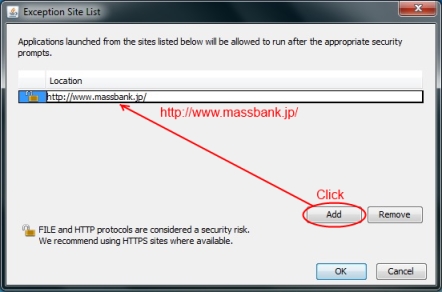 Exception Site List
Applications launched from the sites listed below will be allowed to run after the appropriate security
prompts.
Location
http://www.massbank.jp/
http://www.massbank.jp/
Click
Add
Remove
FILE and HTTP protocols are considered a security risk.
We recommend using HTTPS sites where available.
OK
Cancel